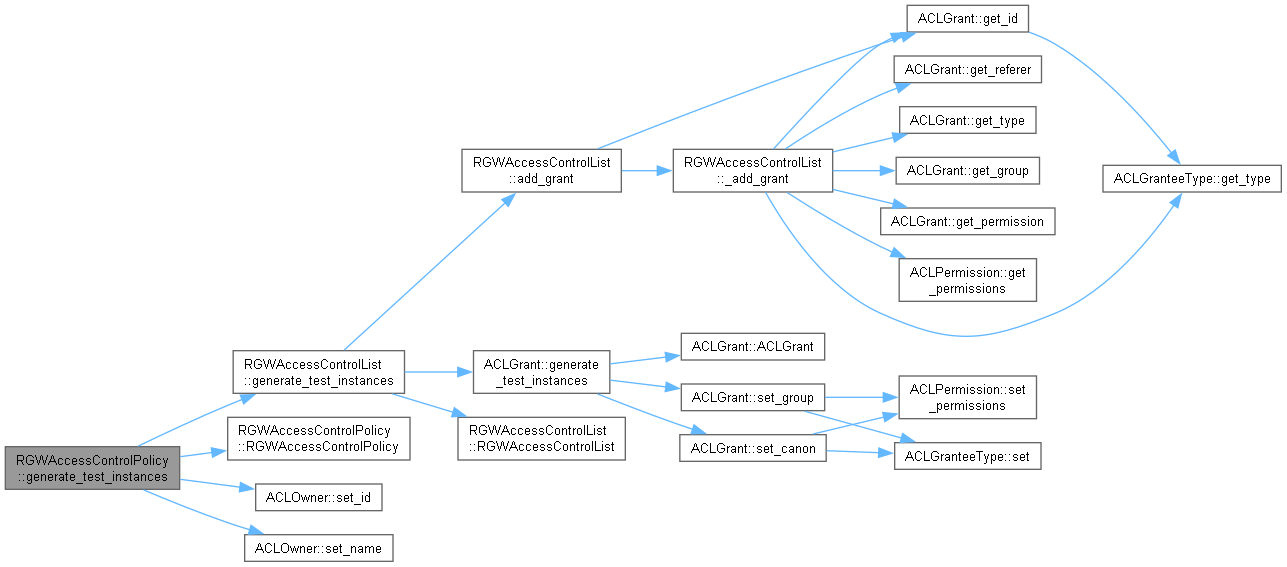 ACLGrant::get_id
ACLGrant::get_referer
ACLGrant::get_type
RGWAccessControlList
::add_grant
RGWAccessControlList
::_add_grant
ACLGrant::get_group
ACLGranteeType::get_type
ACLGrant::get_permission
ACLPermission::get
_permissions
ACLGrant::ACLGrant
RGWAccessControlList
::generate_test_instances
ACLGrant::generate
_test_instances
ACLGrant::set_group
ACLPermission::set
_permissions
RGWAccessControlPolicy
::RGWAccessControlPolicy
RGWAccessControlList
::RGWAccessControlList
ACLGrant::set_canon
ACLGranteeType::set
RGWAccessControlPolicy
::generate_test_instances
ACLOwner::set_id
ACLOwner::set_name